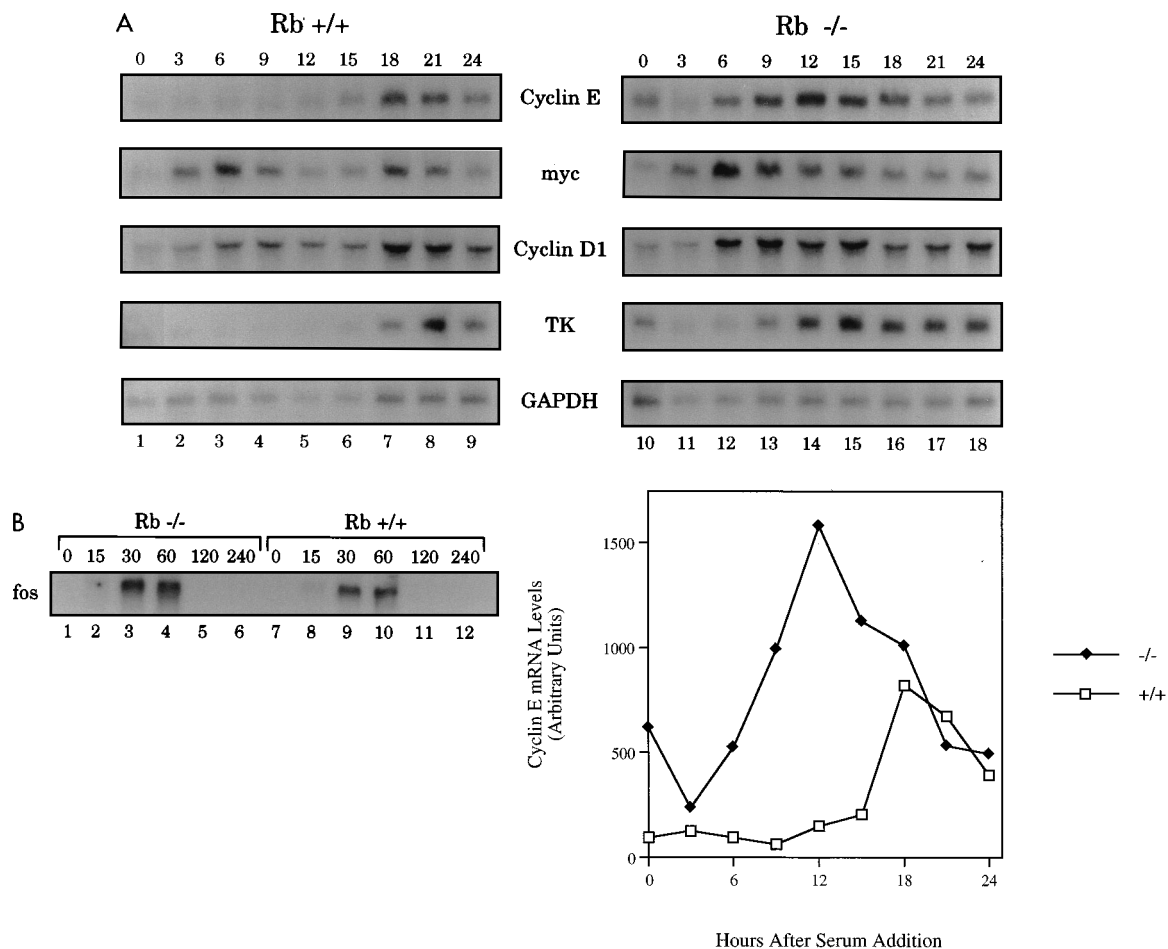 A
Rb +/+
Rb -/-
0 3 6 9 12 15 18 21 24
0 3 6 9 12 15 18 21 24
Cyclin E
myc
Cyclin D1
TK
GAPDH
1 2 3 4 5 6 7 8 9
10 11 12 13 14 15 16 17 18
B
Rb -/-
Rb +/+
0 15 30 60 120 240 0 15 30 60 120 240
fos
1 2 3 4 5 6 7 8 9 10 11 12
Cyclin E mRNA Levels
(Arbitrary Units)
1500
1000
500
0
0 6 12 18 24
Hours After Serum Addition
-/-
+/+